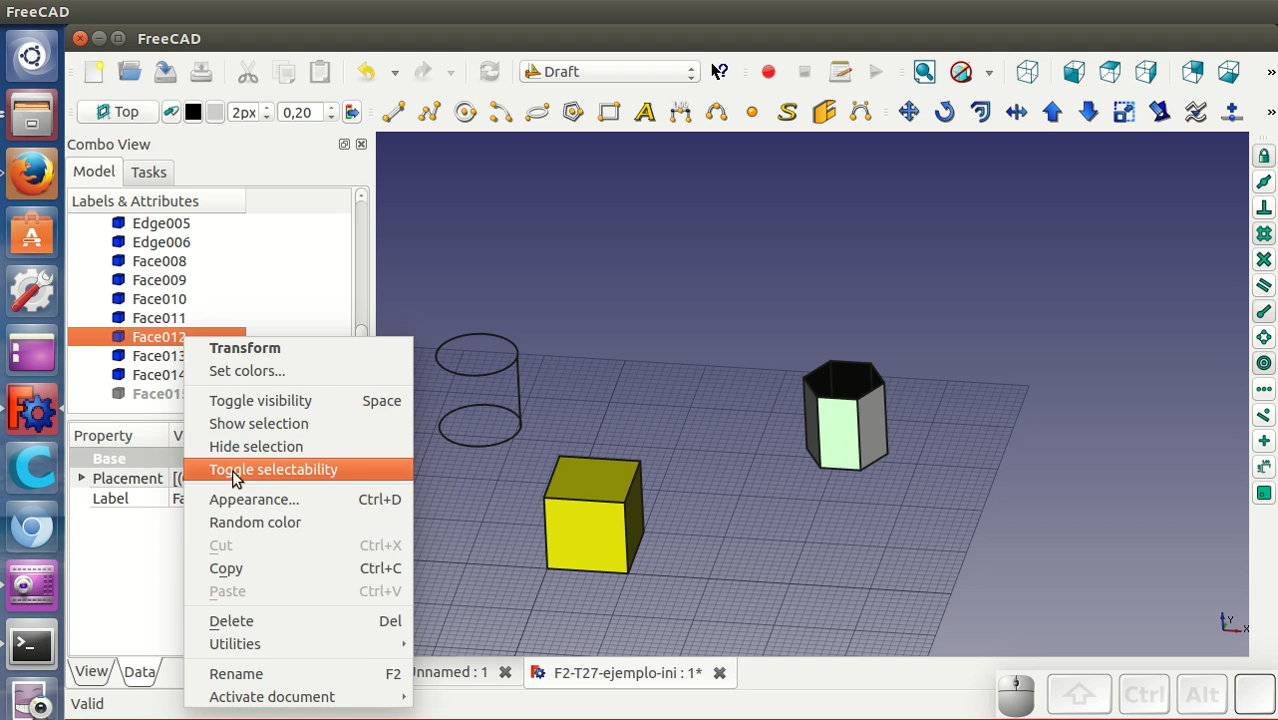 FreeCAD
FreeCAD
Draft
»
Top
2px
0,20
»
Combo View
Model
Tasks
Labels & Attributes
Edge005
Edge006
Face008
Face009
Face010
Face011
Face012
Face013
Face014
Face01
Transform
Set colors...
Toggle visibility Space
Show selection
Hide selection
Toggle selectability
Appearance... Ctrl+D
Random color
Cut Ctrl+X
Copy Ctrl+C
Paste Ctrl+V
Delete Del
Utilities
Rename F2
Activate document
Property V
Base
Placement [(
Label Fa
View
Data
nnamed : 1
F2-T27-ejemplo-ini : 1*
Y
X
Valid
Ctrl
Alt